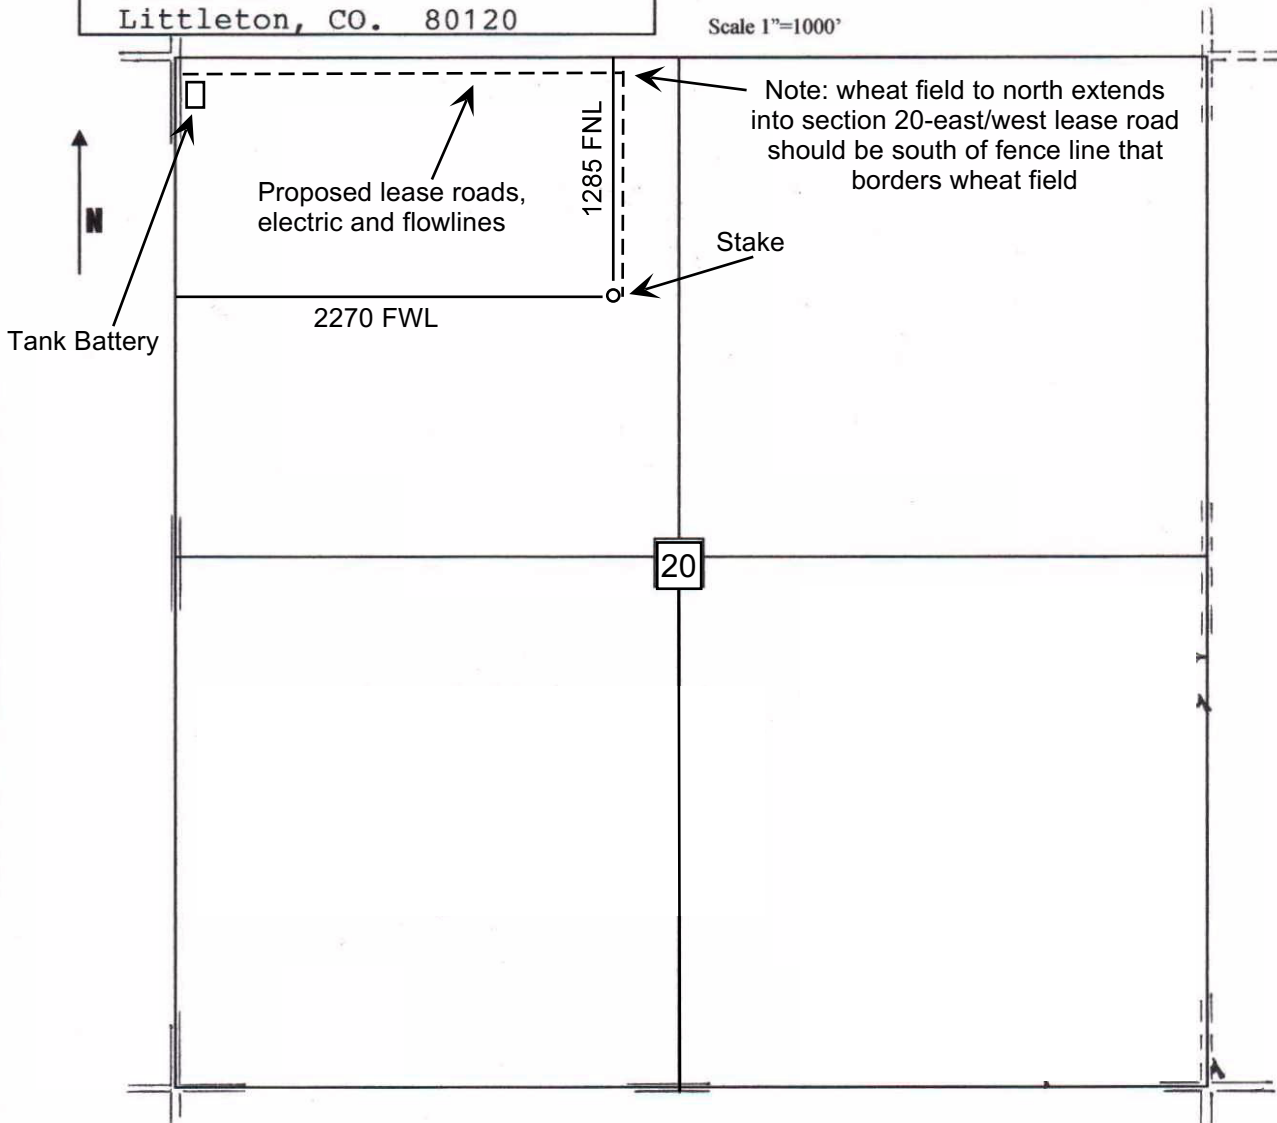 Littleton, CO. 80120
Scale 1"=1000'
Note: wheat field to north extends
into section 20-east/west lease road
should be south of fence line that
borders wheat field
1285 FNL
Proposed lease roads,
electric and flowlines
N
Stake
2270 FWL
Tank Battery
20